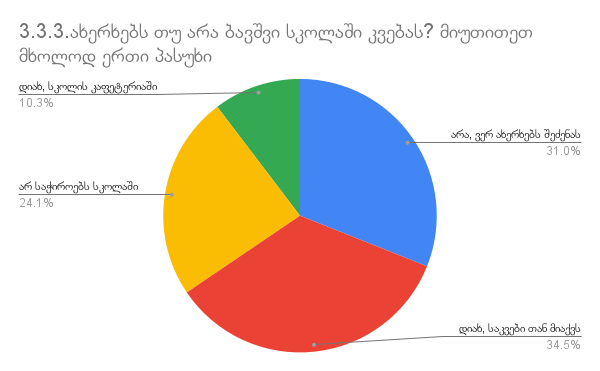 3.3.3.ახერხებს თუ არა ბავშვი სკოლაში კვებას? მიუთითეთ
მხოლოდ ერთი პასუხი
დიახ, სკოლის კაფეტერიაში
10.3%
არა, ვერ ახერხებს შეძენას
31.0%
არ საჭიროებს სკოლაში
24.1%
დიახ, საკვები თან მიაქვს
34.5%